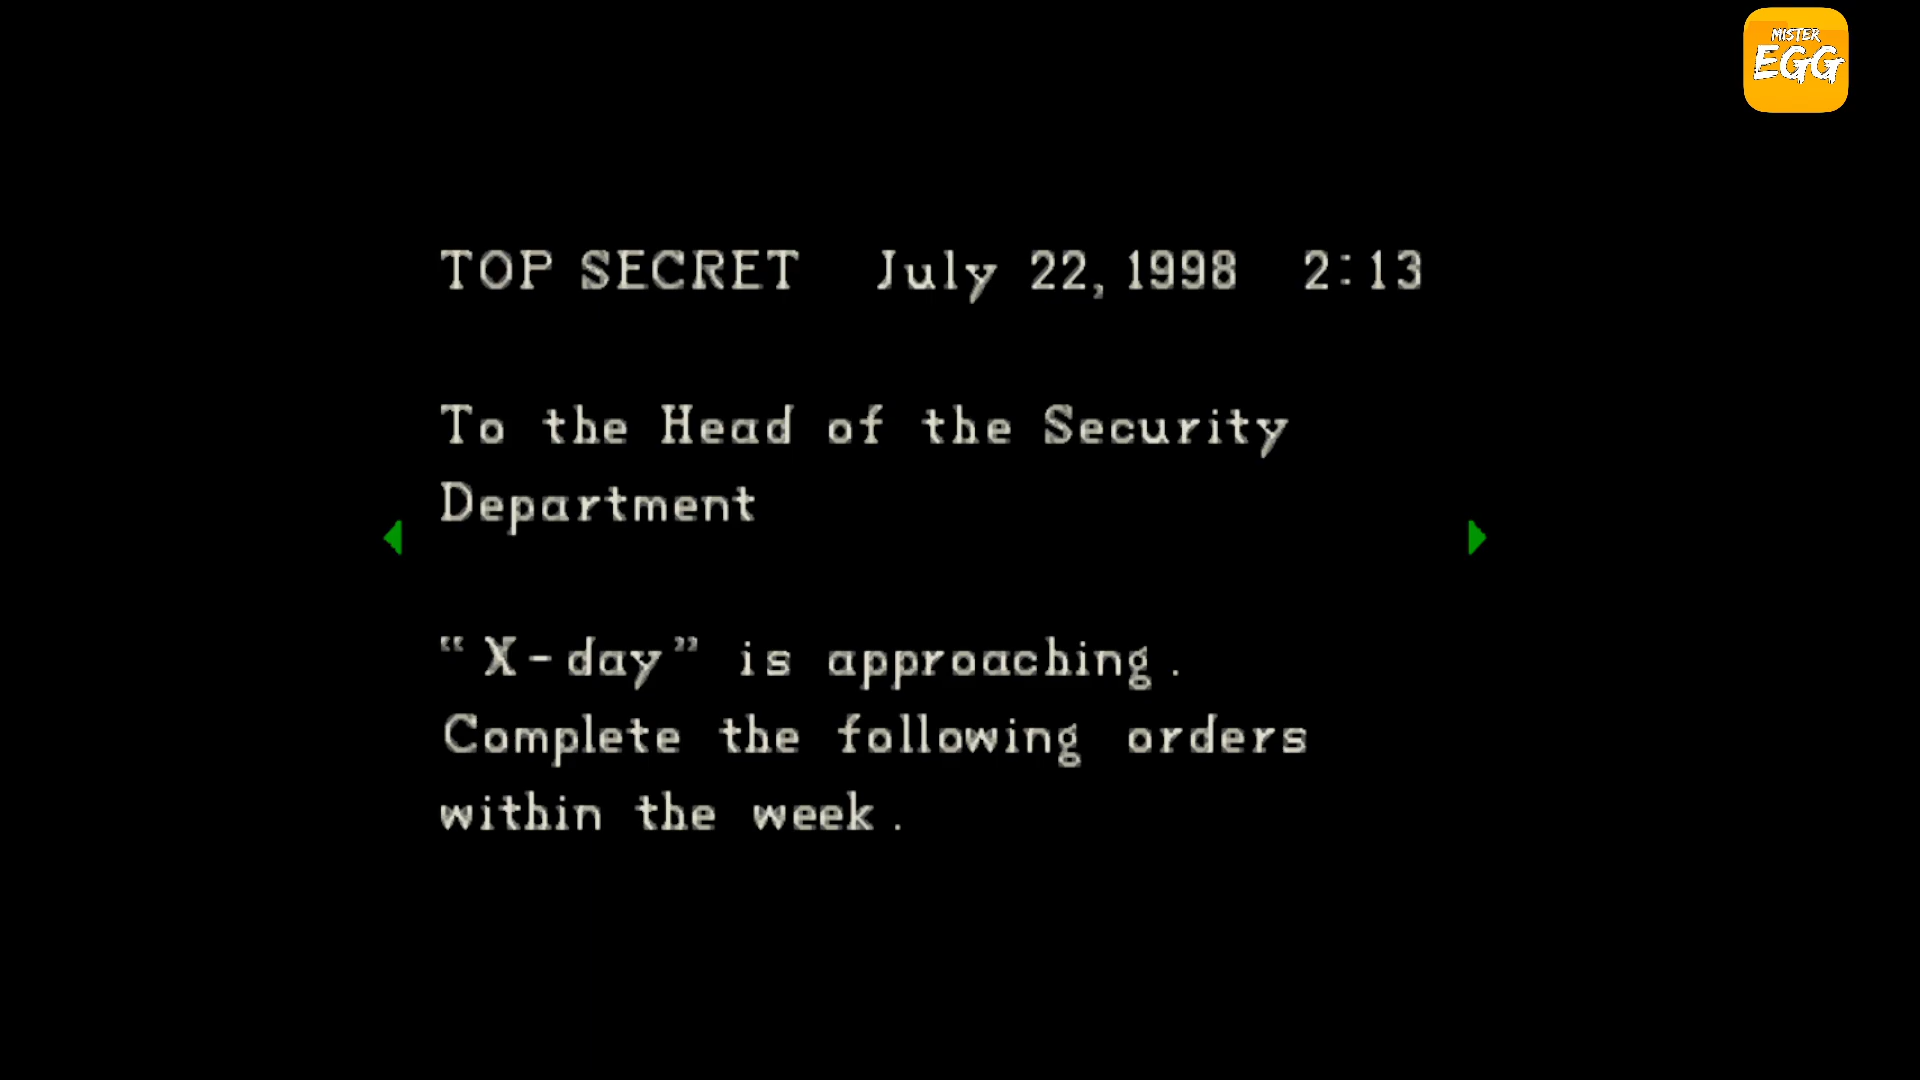 MISTER
EGG
TOP SECRET July 22, 1998 2:13
To the Head of the Security
Department
“X-day” is approaching.
Complete the following orders
within the week.